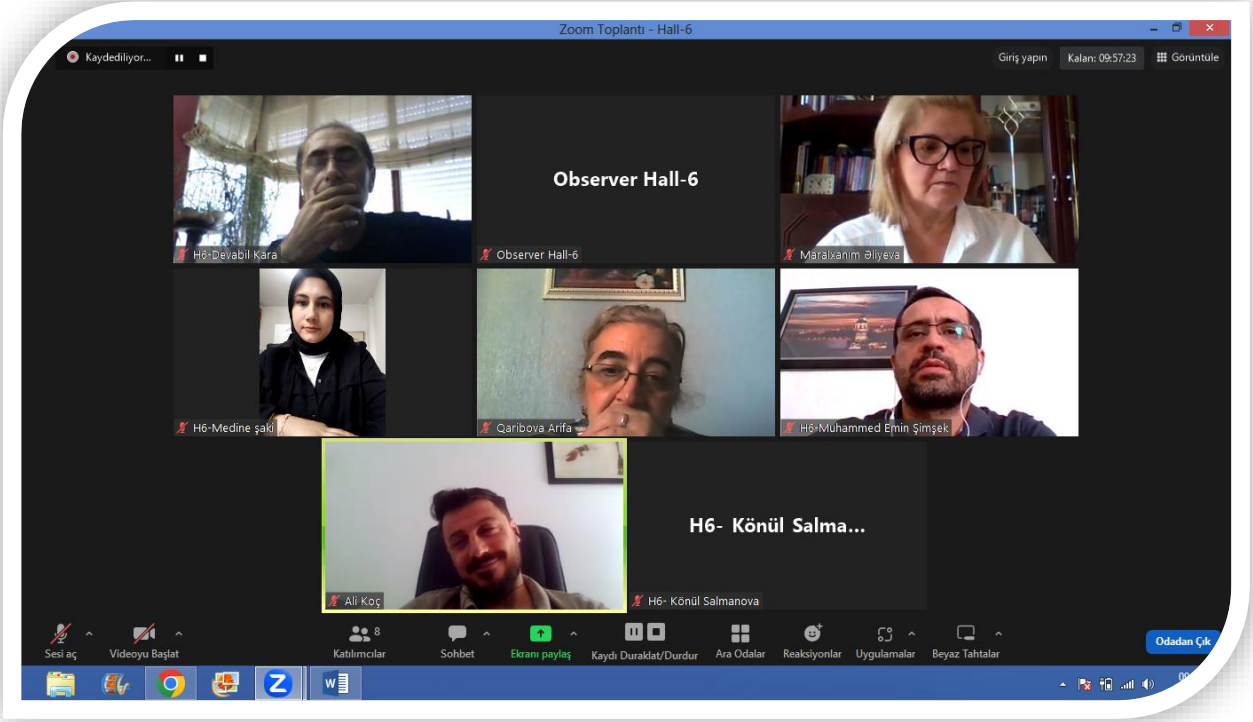 Zoom Toplantı - Hall-6
Kaydediliyor...
Giriş yapın
Kalan: 09:57:23
Görüntüle
H6-Devabil Kara
Observer Hall-6
Observer Hall-6
Maralxanım Əliyeva
H6-Medine şaki
Qaribova Arifa
H6-Muhammed Emin Şimşek
Ali Koç
H6- Könül Salma...
H6- Könül Salmanova
Sesi aç
Videoyu Başlat
8
Katılımcılar
Sohbet
Ekranı paylaş
Kaydı Duraklat/Durdur
Ara Odalar
Reaksiyonlar
Uygulamalar
Beyaz Tahtalar
Odadan Çık